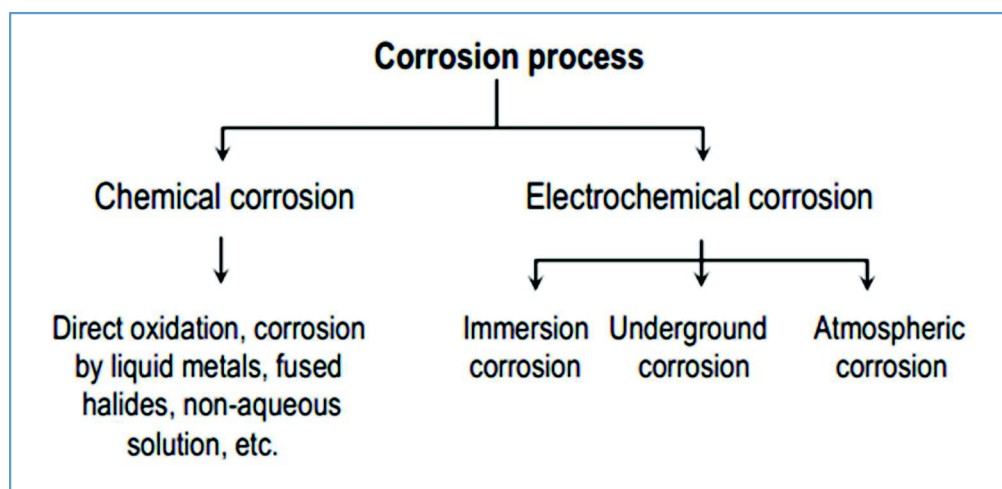 Corrosion process
Chemical corrosion
Electrochemical corrosion
Direct oxidation, corrosion
by liquid metals, fused
halides, non-aqueous
solution, etc.
Immersion
corrosion
Underground
corrosion
Atmospheric
corrosion